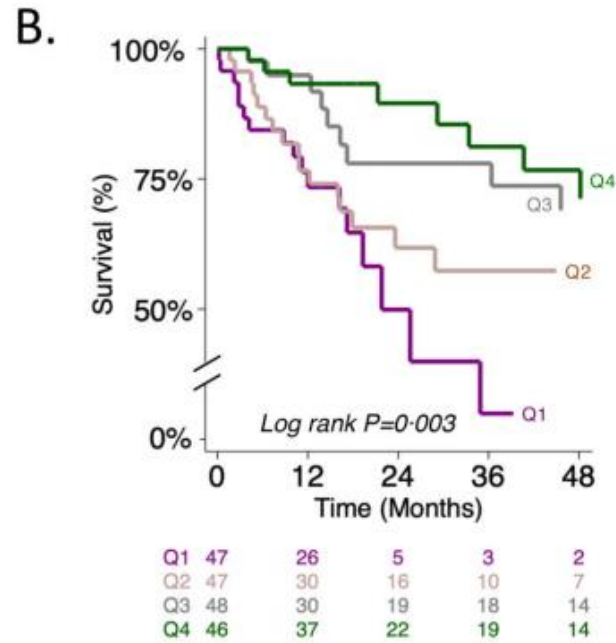 B.
100%
75%
50%
0%
Survival (%)
Q4
Q3
Q2
Q1
Log rank P=0·003
0 12 24 36 48
Time (Months)
Q1 47 26 5 3 2
Q2 47 30 16 10 7
Q3 48 30 19 18 14
Q4 46 37 22 19 14